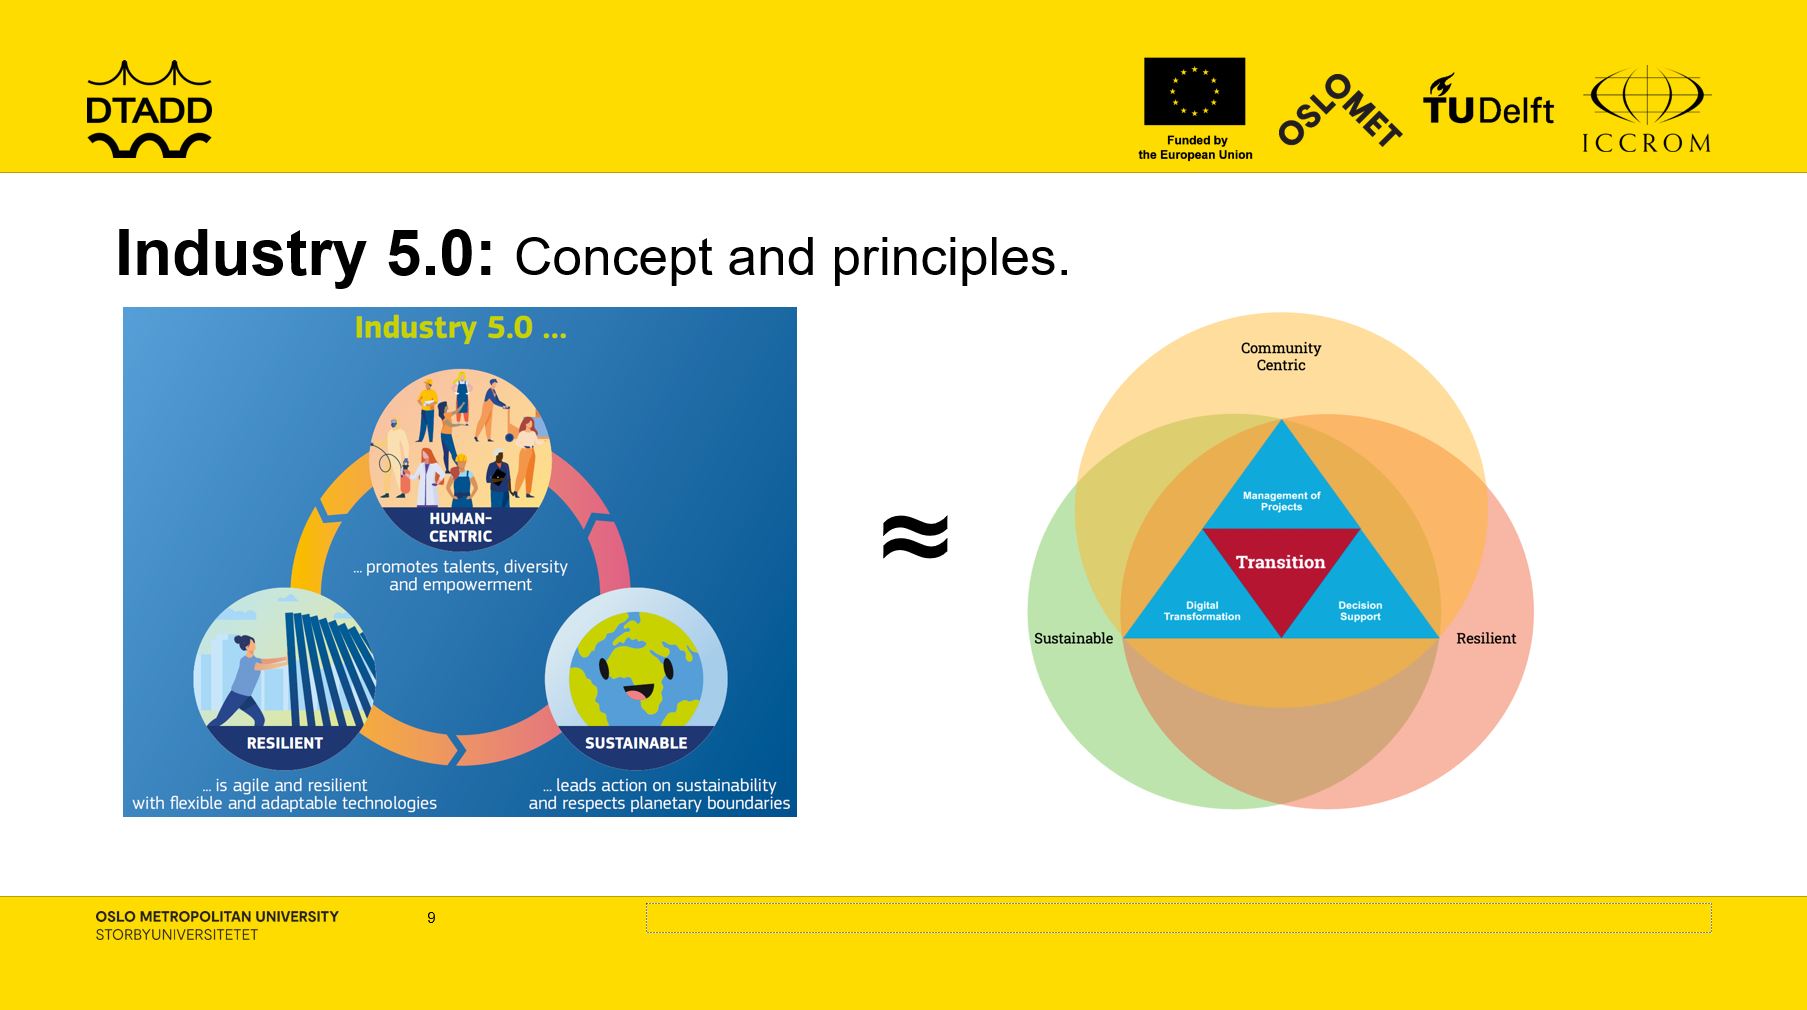 DTADD
Funded by
the European Union
OSLOMET
TUDelft
ICCROM
Industry 5.0: Concept and principles.
Industry 5.0 ...
HUMAN-
CENTRIC
... promotes talents, diversity
and empowerment
RESILIENT
... is agile and resilient
with flexible and adaptable technologies
SUSTAINABLE
... leads action on sustainability
and respects planetary boundaries
≈
Community
Centric
Management of
Projects
Transition
Digital
Transformation
Decision
Support
Sustainable
Resilient
OSLO METROPOLITAN UNIVERSITY
STORBYUNIVERSITETET
9